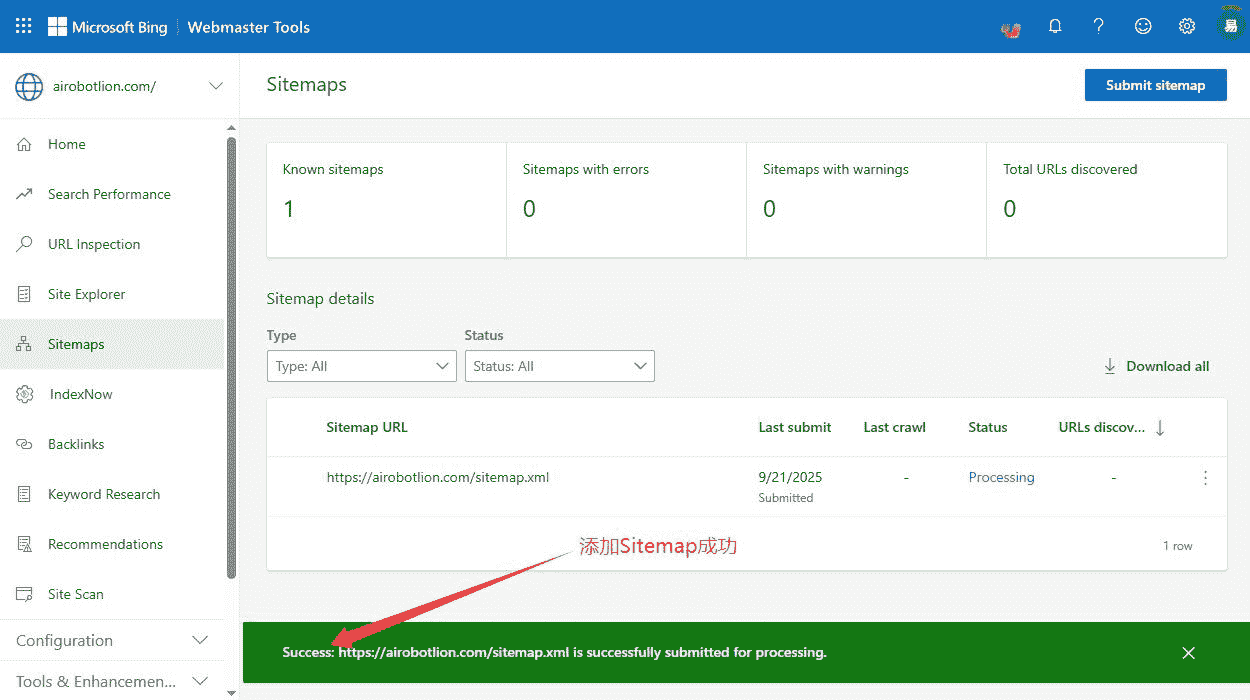 Microsoft Bing
Webmaster Tools
易
airobotlion.com/
Sitemaps
Submit sitemap
Home
Search Performance
URL Inspection
Site Explorer
Sitemaps
IndexNow
Backlinks
Keyword Research
Recommendations
Site Scan
Configuration
Tools & Enhancemen...
Known sitemaps
1
Sitemaps with errors
0
Sitemaps with warnings
0
Total URLs discovered
0
Sitemap details
Type
Status
Type: All
Status: All
Download all
Sitemap URL Last submit Last crawl Status URLs discov...
https://airobotlion.com/sitemap.xml 9/21/2025 - Processing -
Submitted
添加Sitemap成功
1 row
Success: https://airobotlion.com/sitemap.xml is successfully submitted for processing.